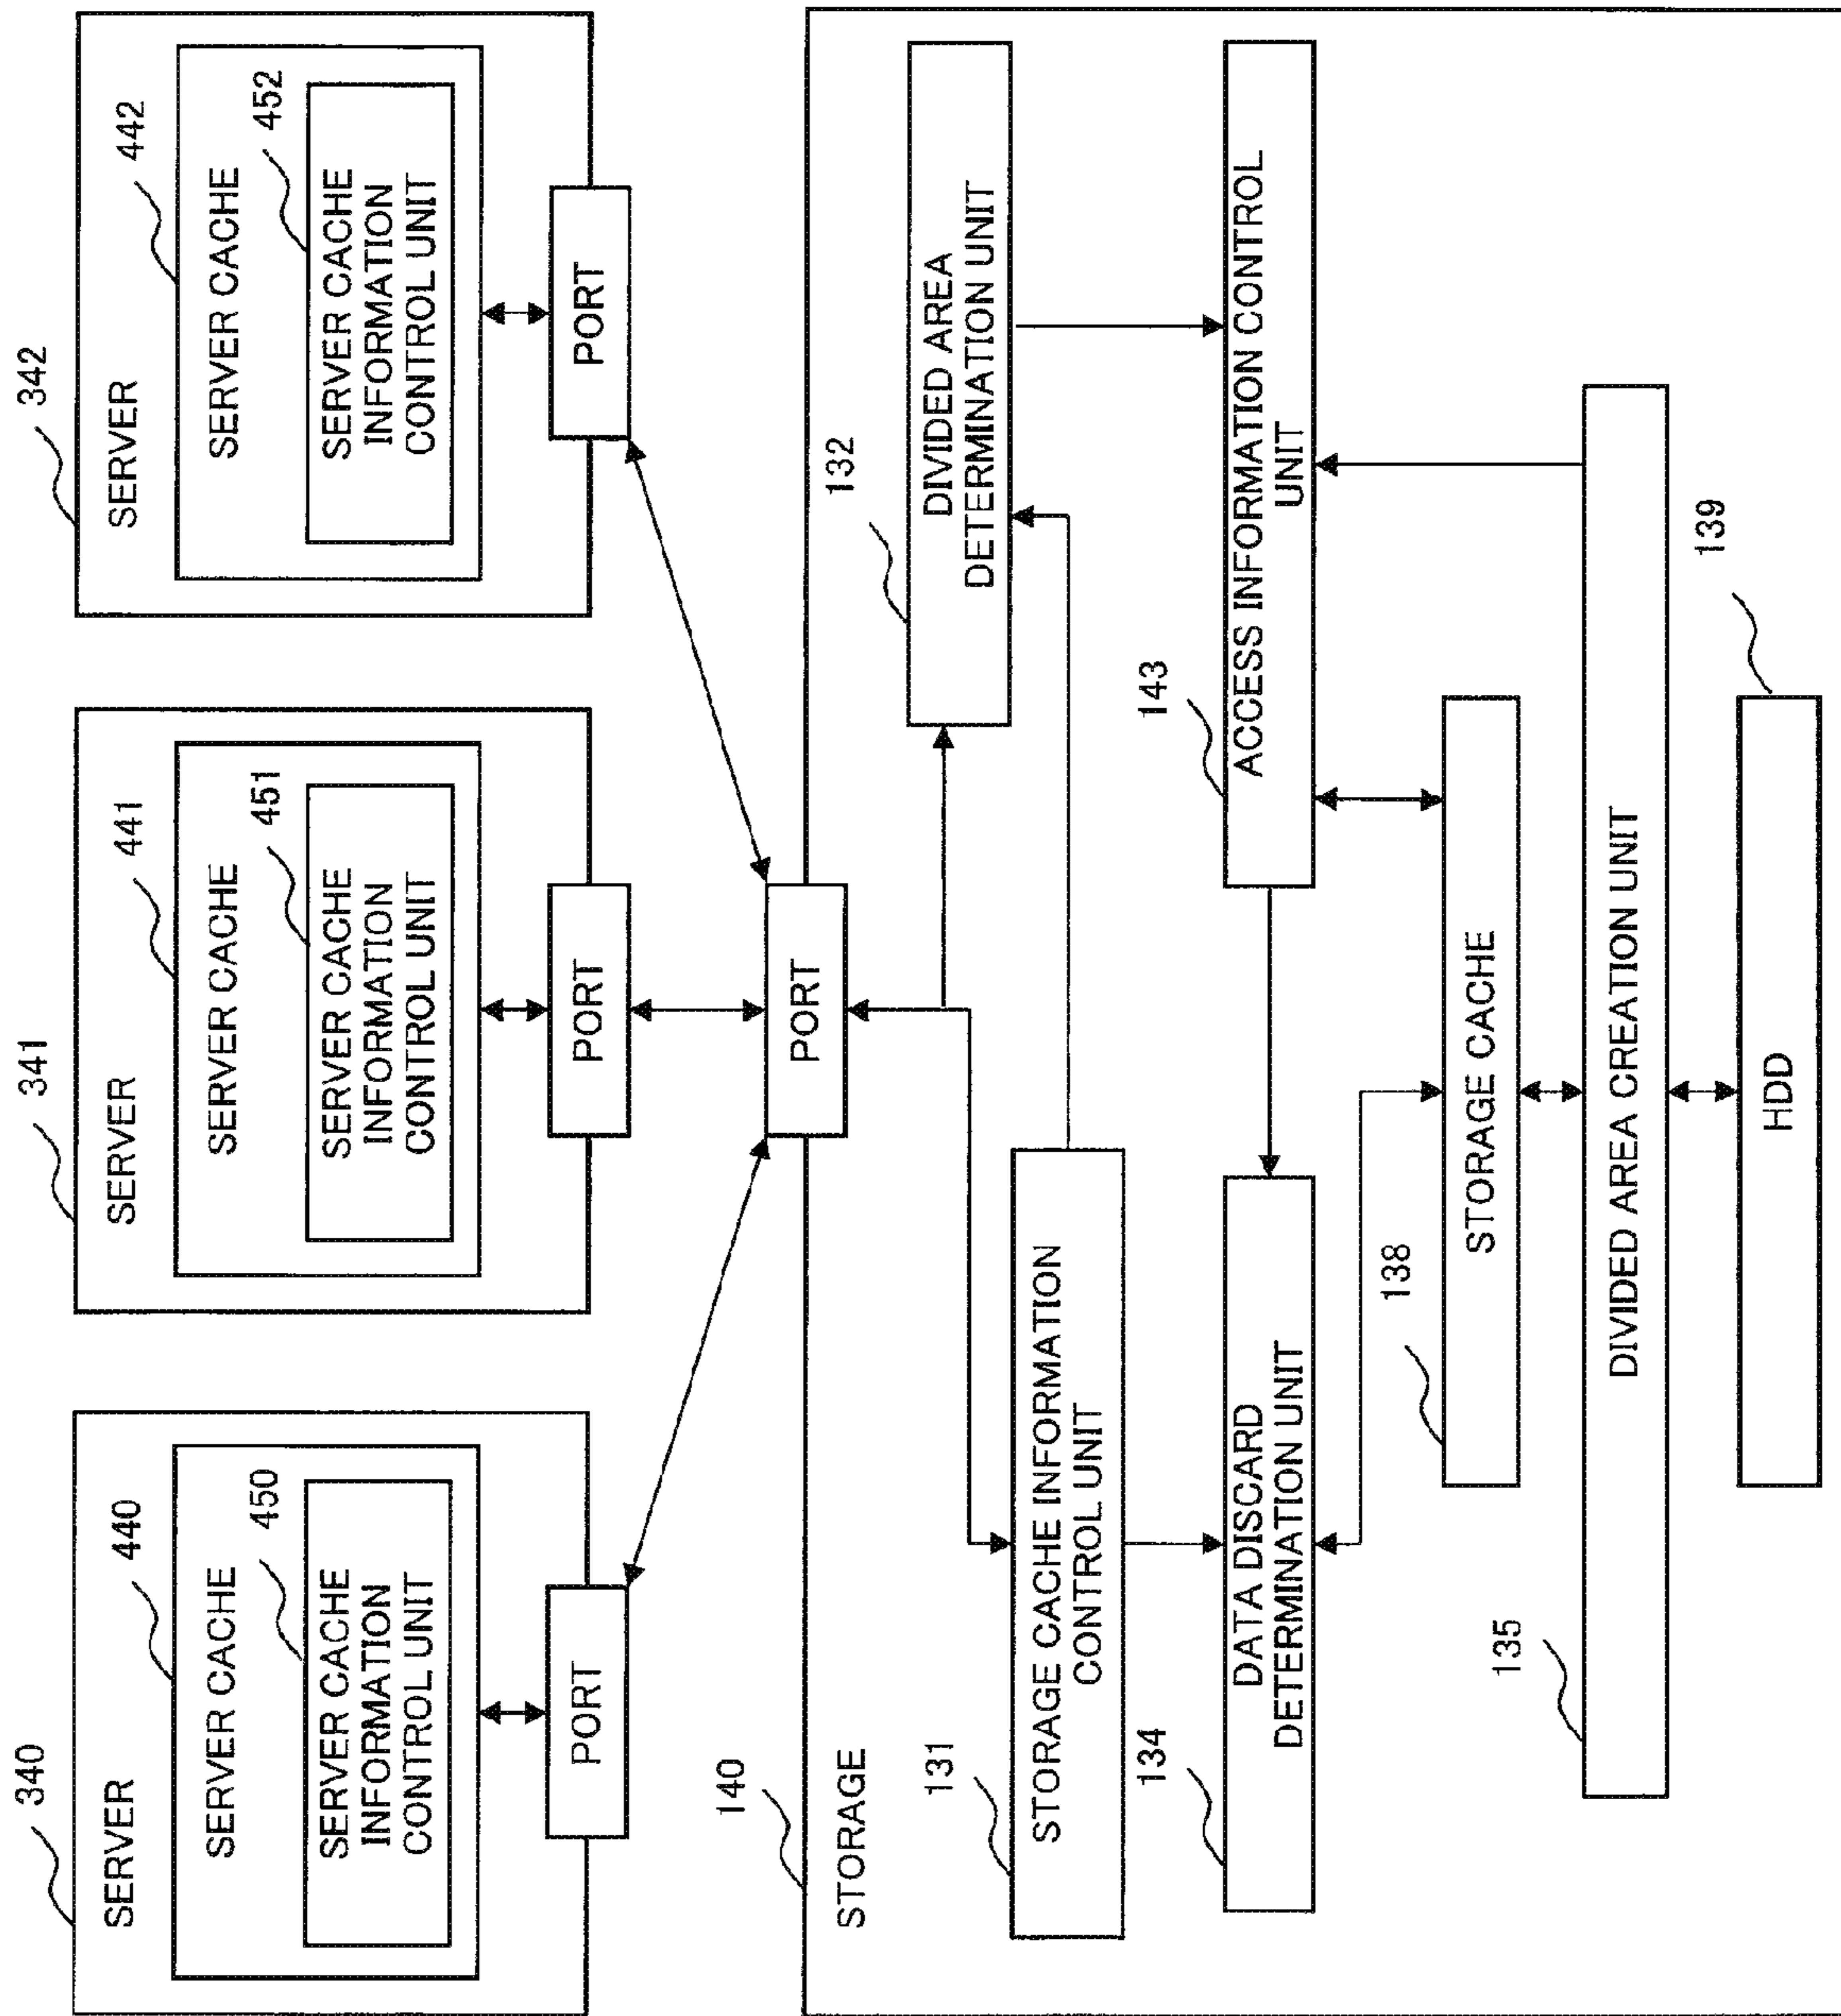 340
SERVER
440
SERVER CACHE
450
SERVER CACHE
INFORMATION
CONTROL UNIT
PORT
341
SERVER
441
SERVER CACHE
451
SERVER CACHE
INFORMATION
CONTROL UNIT
PORT
342
SERVER
442
SERVER CACHE
452
SERVER CACHE
INFORMATION
CONTROL UNIT
PORT
140
STORAGE
PORT
131
STORAGE CACHE INFORMATION
CONTROL UNIT
132
DIVIDED AREA
DETERMINATION UNIT
134
DATA DISCARD
DETERMINATION UNIT
143
ACCESS INFORMATION CONTROL
UNIT
138
STORAGE CACHE
135
DIVIDED AREA CREATION UNIT
139
HDD